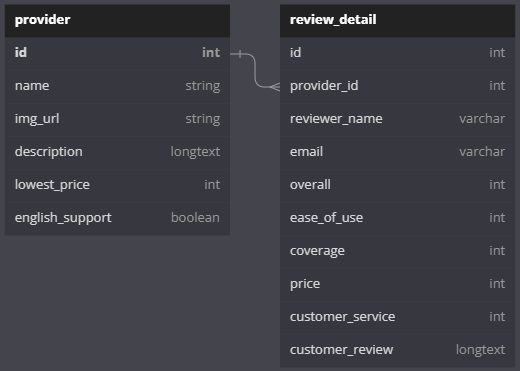 provider
id int
name string
img_url string
description longtext
lowest_price int
english_support boolean
review_detail
id int
provider_id int
reviewer_name varchar
email varchar
overall int
ease_of_use int
coverage int
price int
customer_service int
customer_review longtext